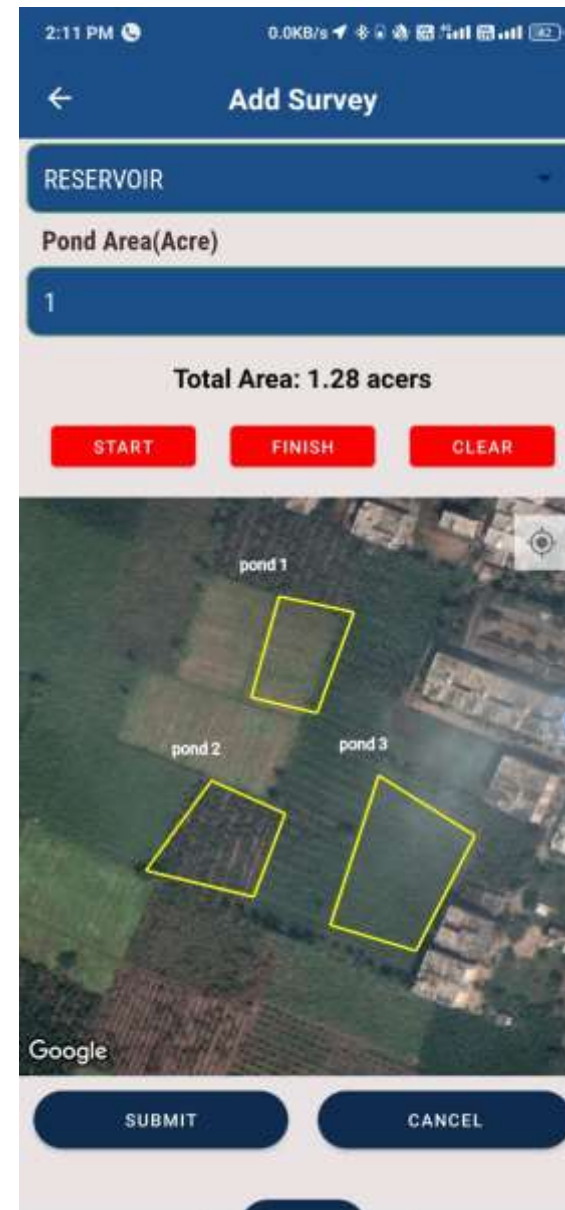 2:11 PM 0.0KB/s 42
Add Survey
RESERVOIR
Pond Area(Acre)
1
Total Area: 1.28 acers
START FINISH CLEAR
pond 1
pond 2 pond 3
Google
SUBMIT CANCEL